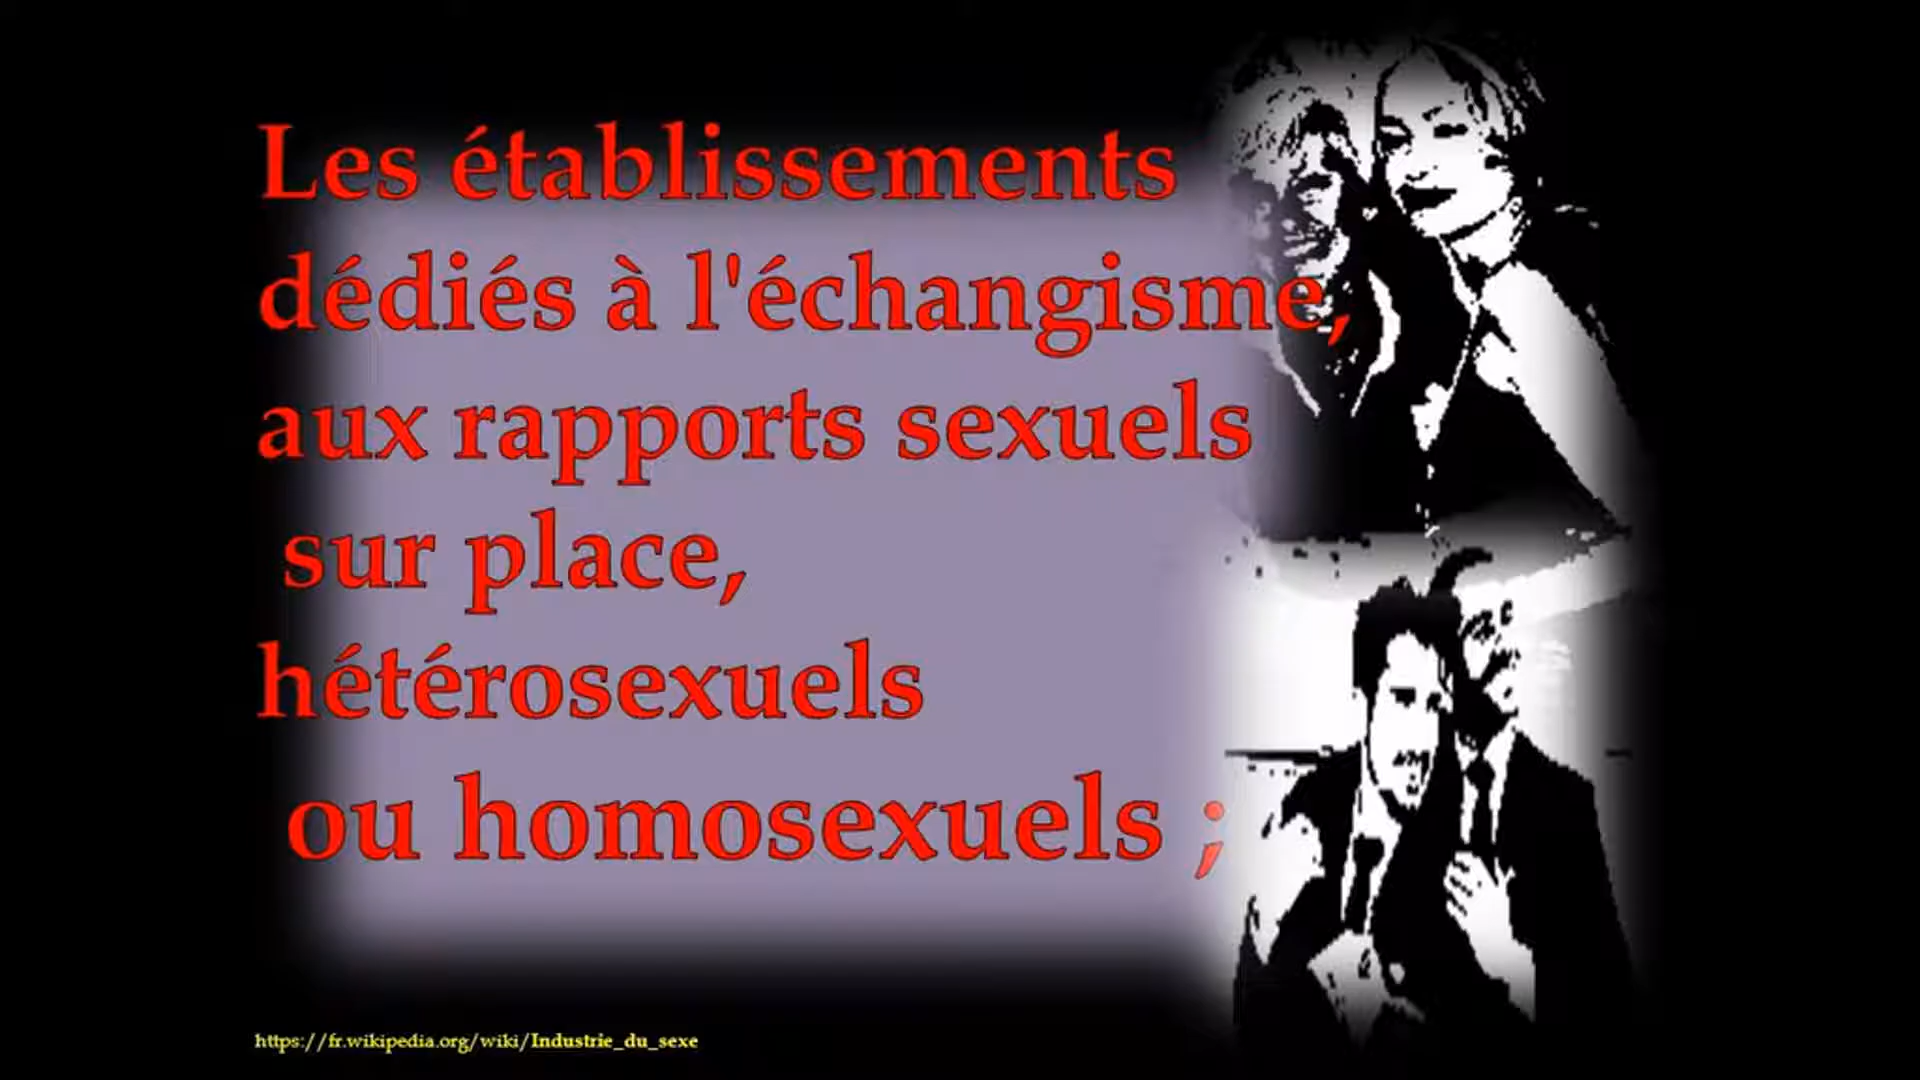 Les établissements
dédiés à l'échangisme,
aux rapports sexuels
sur place,
hétérosexuels
ou homosexuels ;
https://fr.wikipedia.org/wiki/Industrie_du_sexe